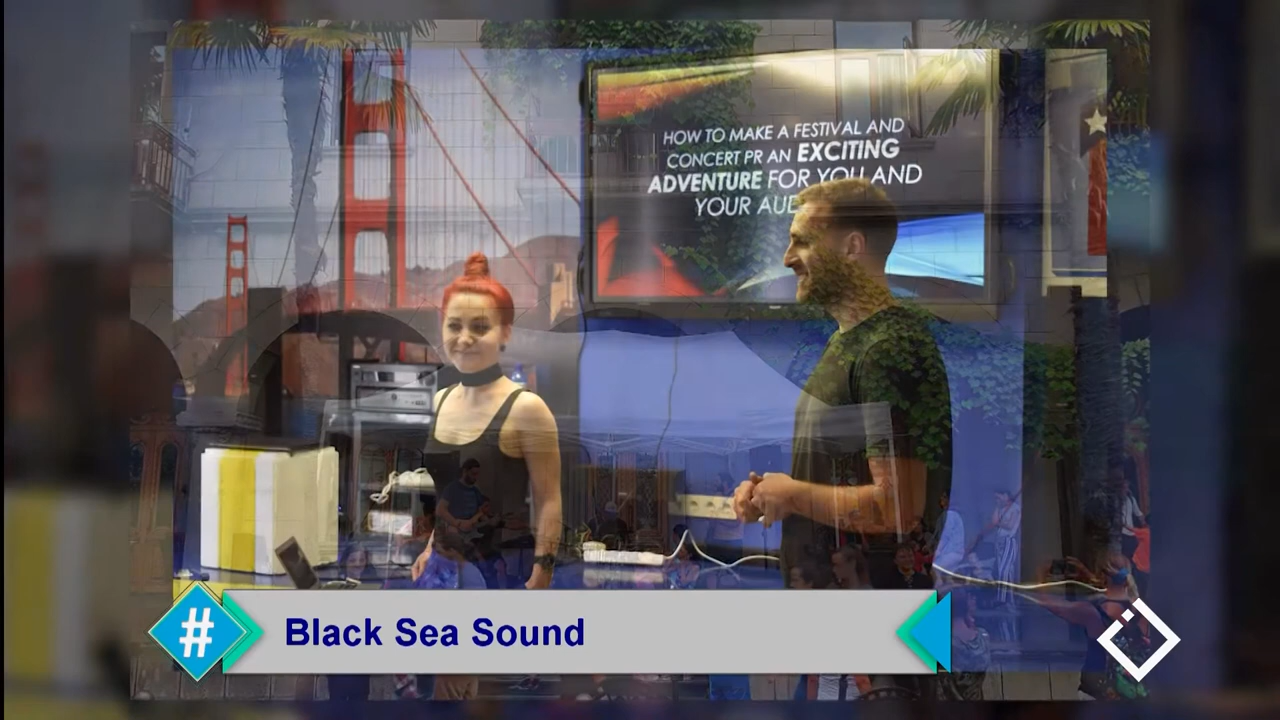 HOW TO MAKE A FESTIVAL AND
CONCERT PR AN EXCITING
ADVENTURE FOR YOU AND
YOUR AUD
# Black Sea Sound